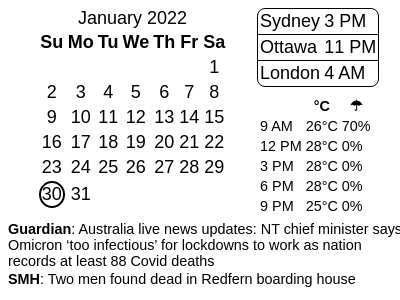 January 2022
Su Mo Tu We Th Fr Sa
1
2 3 4 5 6 7 8
9 10 11 12 13 14 15
16 17 18 19 20 21 22
23 24 25 26 27 28 29
30 31
Sydney 3 PM
Ottawa 11 PM
London 4 AM
°C ☂
9 AM 26°C 70%
12 PM 28°C 0%
3 PM 28°C 0%
6 PM 28°C 0%
9 PM 25°C 0%
Guardian: Australia live news updates: NT chief minister says
Omicron ‘too infectious’ for lockdowns to work as nation
records at least 88 Covid deaths
SMH: Two men found dead in Redfern boarding house